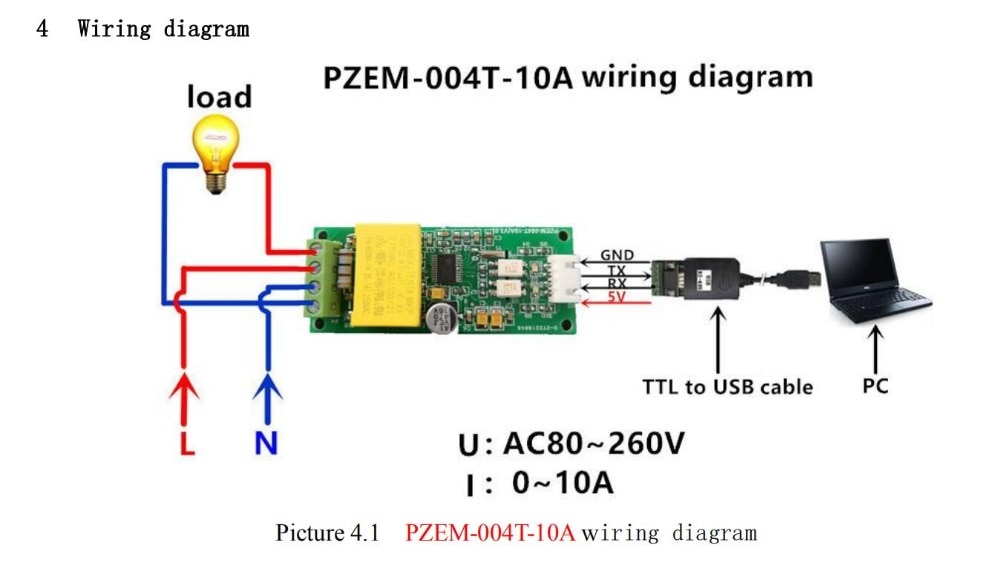 4 Wiring diagram
PZEM-004T-10A wiring diagram
load
GND
TX
RX
5V
TTL to USB cable
PC
L
N
U: AC80~260V
I: 0~10A
Picture 4.1 PZEM-004T-10A wiring diagram